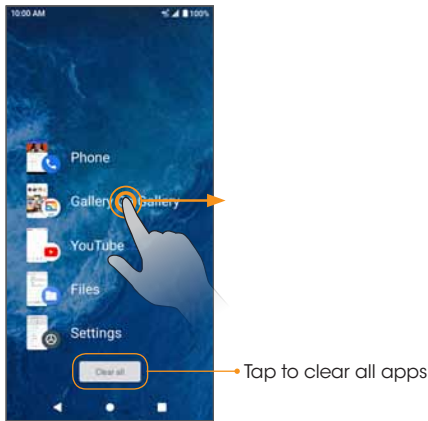 10:00 AM 100%
Phone
Gallery Gallery
YouTube
Files
Settings
Clear all
Tap to clear all apps